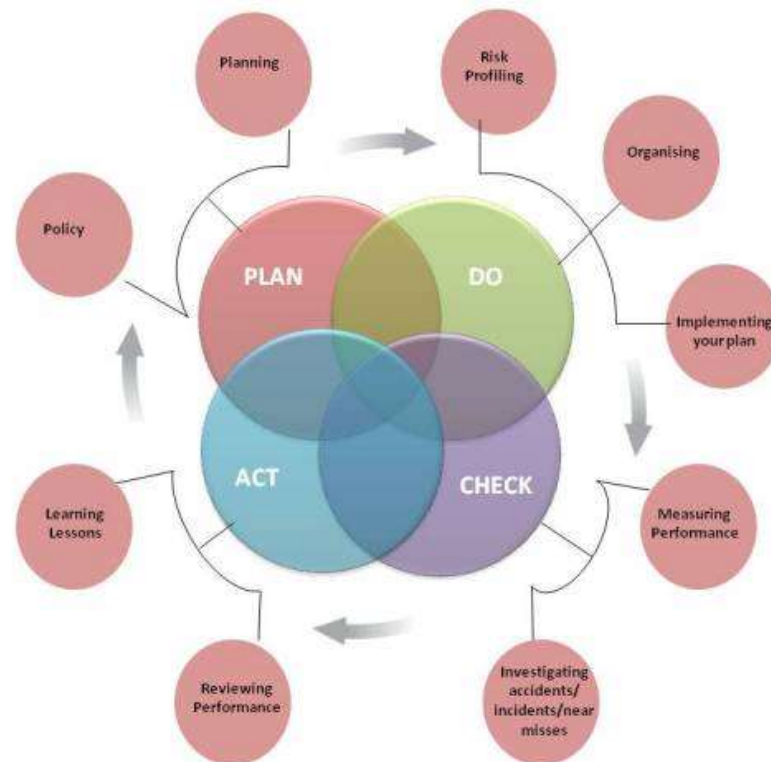 Planning
Risk
Profiling
Organising
Policy
PLAN
DO
Implementing
your plan
ACT
CHECK
Learning
Lessons
Measuring
Performance
Reviewing
Performance
Investigating
accidents/
incidents/near
misses